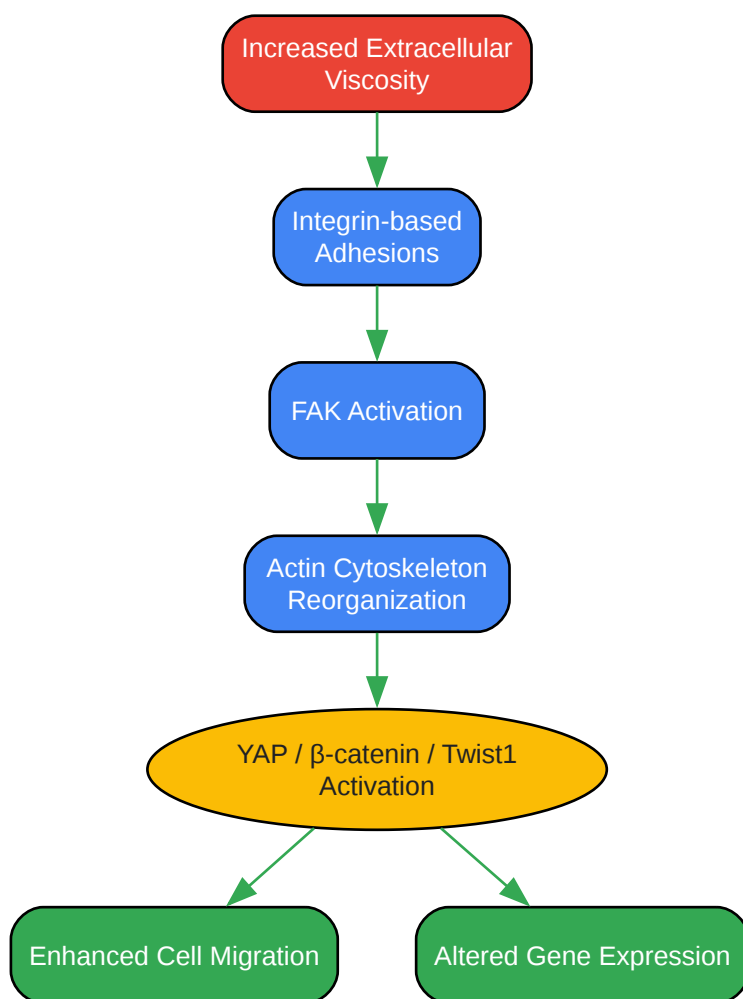 Increased Extracellular
Viscosity
Integrin-based
Adhesions
FAK Activation
Actin Cytoskeleton
Reorganization
YAP / β-catenin / Twist1
Activation
Enhanced Cell Migration
Altered Gene Expression